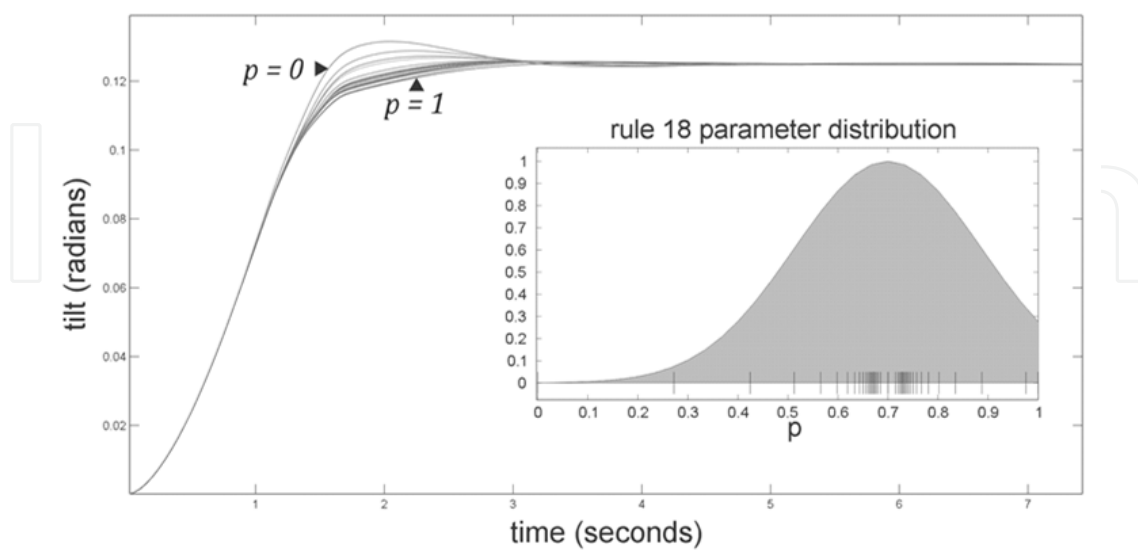 p = 0
p = 1
0.12
0.1
0.08
0.06
0.04
0.02
tilt (radians)
1 2 3 4 5 6 7
time (seconds)
rule 18 parameter distribution
1
0.9
0.8
0.7
0.6
0.5
0.4
0.3
0.2
0.1
0
0 0.1 0.2 0.3 0.4 0.5 0.6 0.7 0.8 0.9 1
p